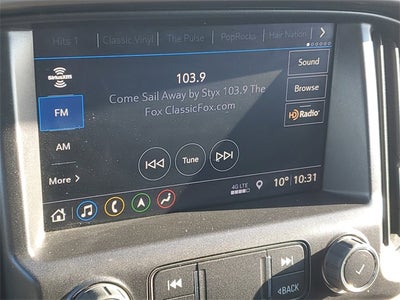 Hits 1
Classic Vinyl
The Pulse
PopRocks
Hair Nation
SiriusXM
103.9
Sound
Come Sail Away by Styx 103.9 The
Fox ClassicFox.com
Browse
FM
HD Radio
AM
Tune
More
4G LTE
10° 10:31
BACK